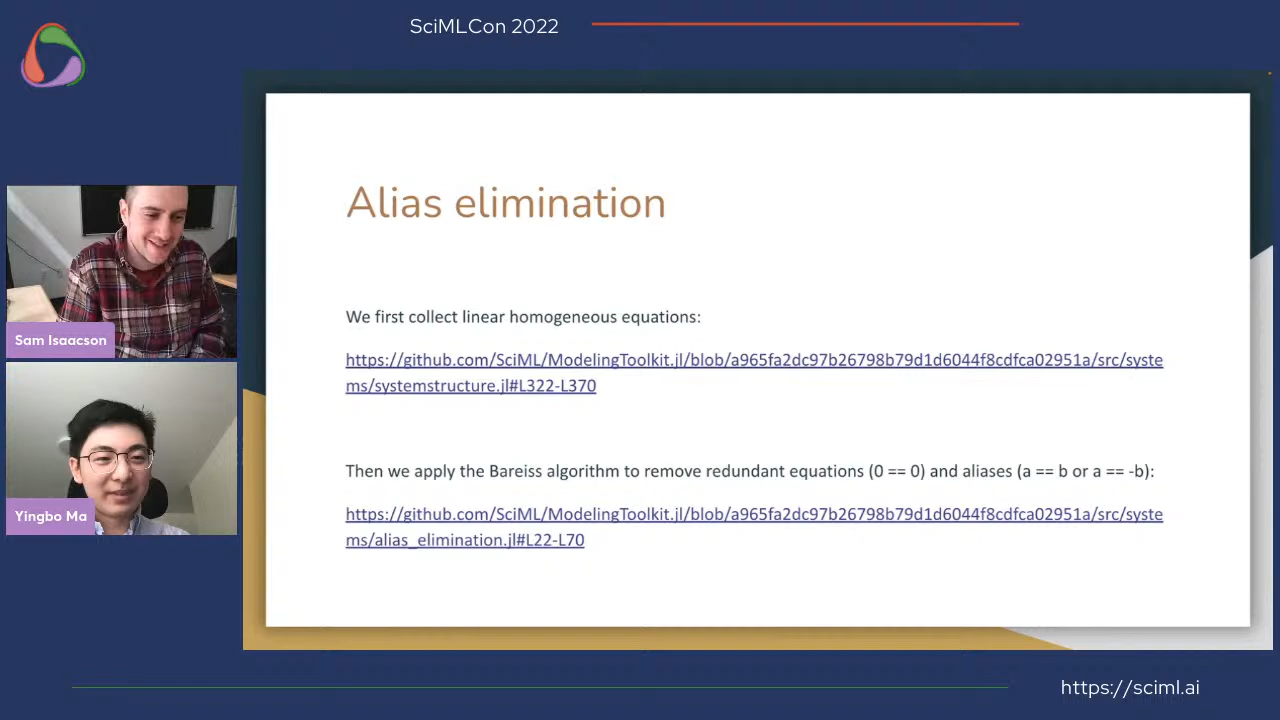 SciMLCon 2022
Alias elimination
We first collect linear homogeneous equations:
https://github.com/SciML/ModelingToolkit.jl/blob/a965fa2dc97b26798b79d1d6044f8cdfca02951a/src/syste
ms/systemstructure.jl#L322-L370
Then we apply the Bareiss algorithm to remove redundant equations (0 == 0) and aliases (a == b or a == -b):
https://github.com/SciML/ModelingToolkit.jl/blob/a965fa2dc97b26798b79d1d6044f8cdfca02951a/src/syste
ms/alias_elimination.jl#L22-L70
Sam Isaacson
Yingbo Ma
https://sciml.ai